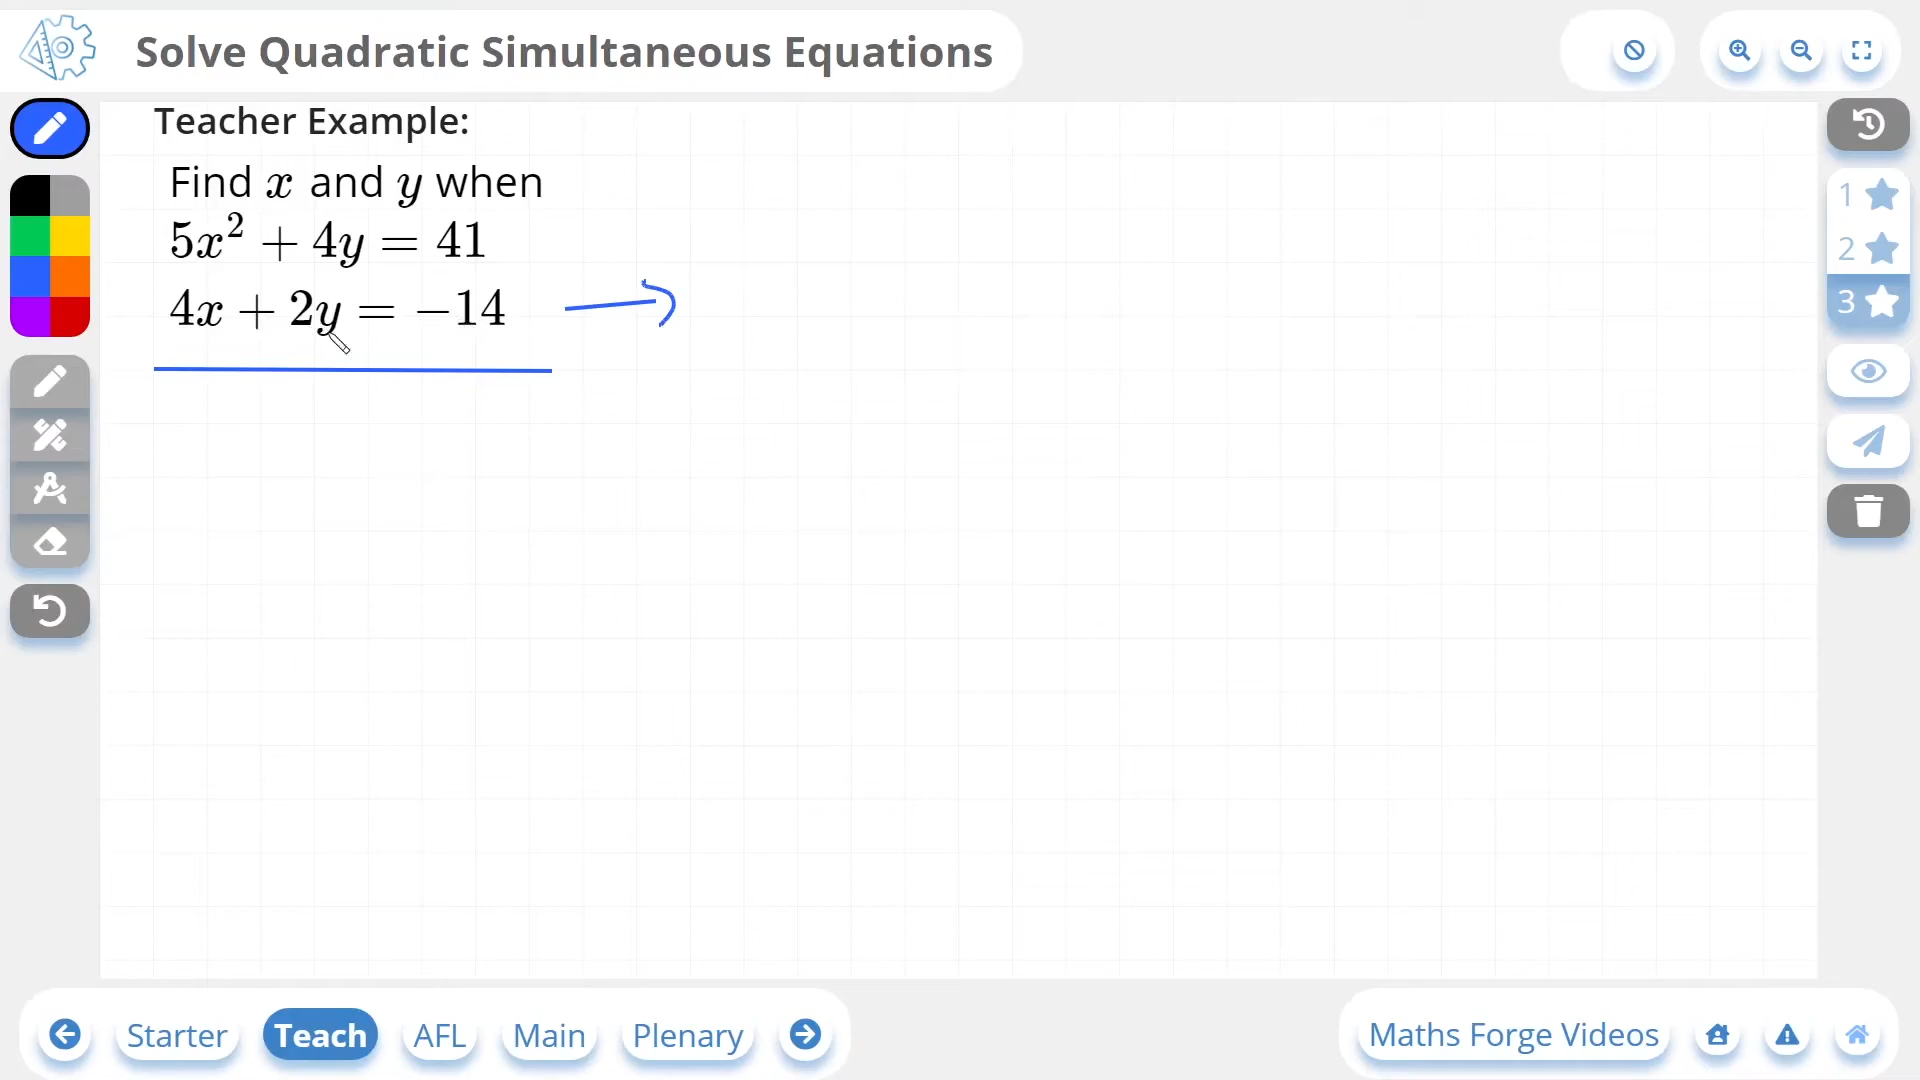 Solve Quadratic Simultaneous Equations
Teacher Example:
Find x and y when
5x² + 4y = 41
4x + 2y = −14
1
2
3
Starter
Teach
AFL
Main
Plenary
Maths Forge Videos